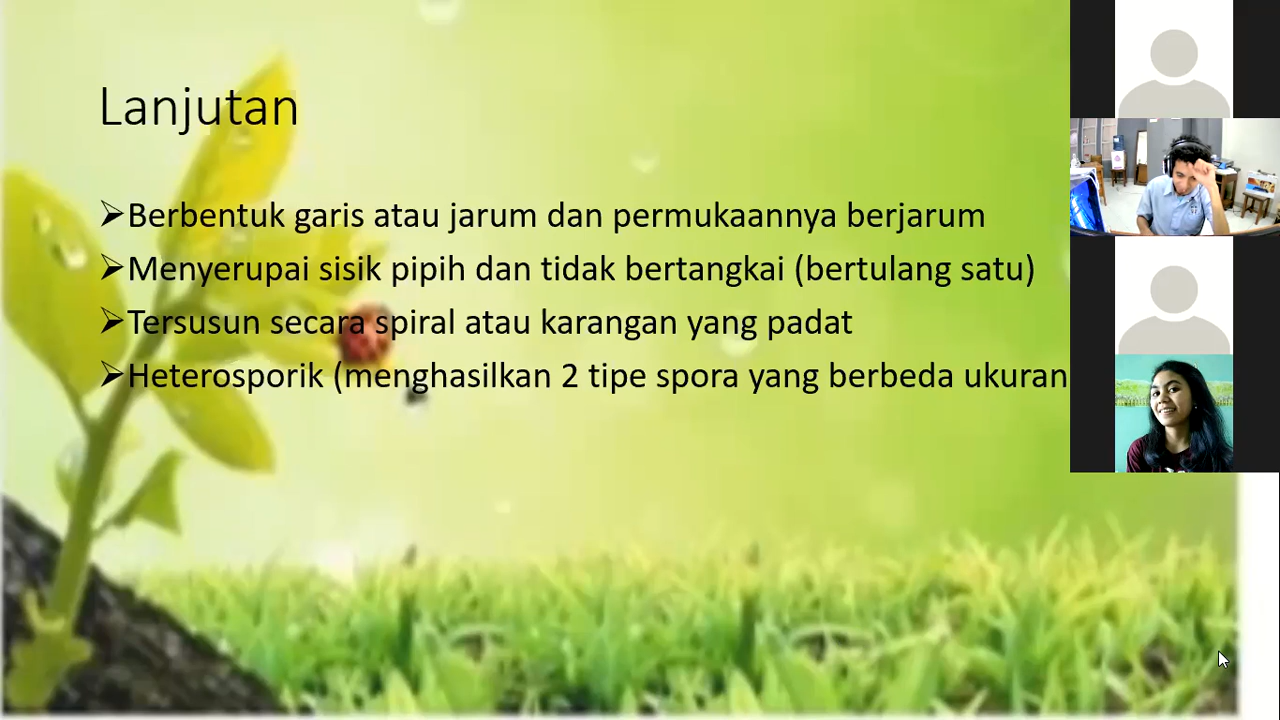 Lanjutan
➢Berbentuk garis atau jarum dan permukaannya berjarum
➢Menyerupai sisik pipih dan tidak bertangkai (bertulang satu)
➢Tersusun secara spiral atau karangan yang padat
➢Heterosporik (menghasilkan 2 tipe spora yang berbeda ukuran